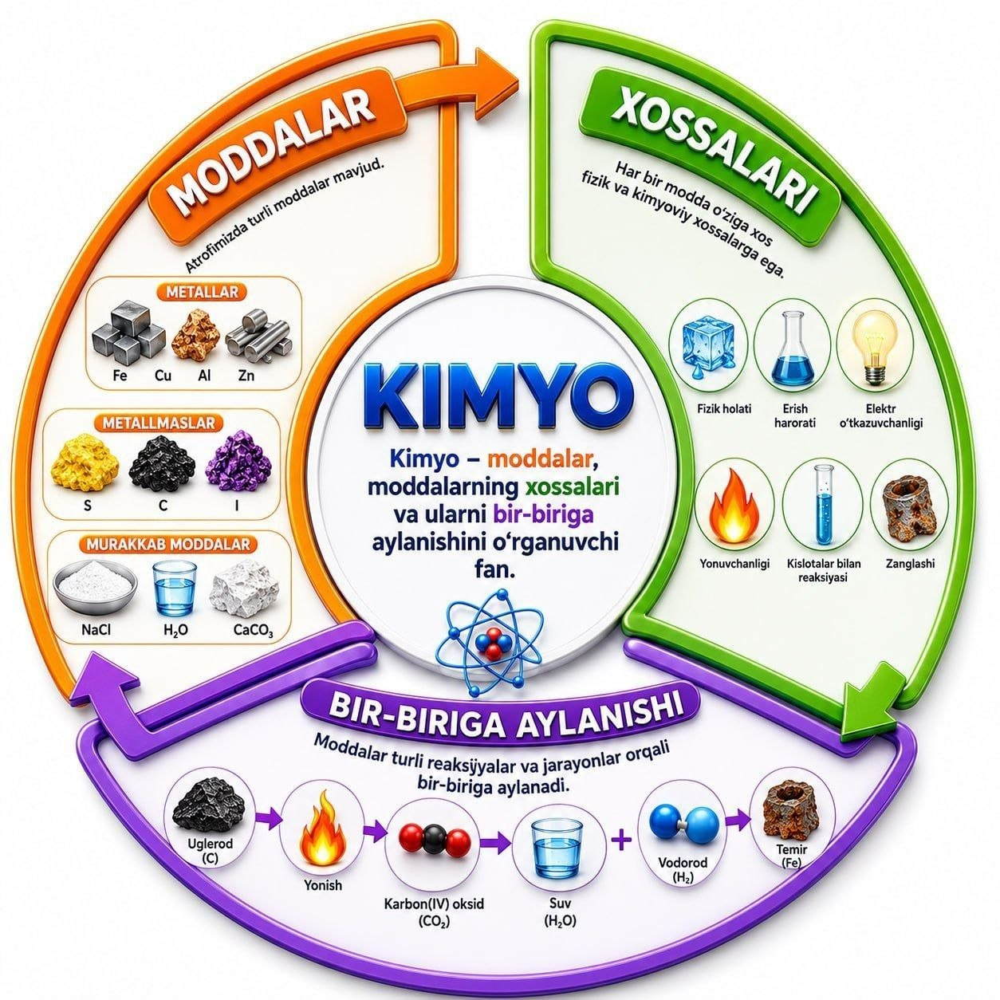 MODDALAR
Atrofimizda turli moddalar mavjud.
METALLAR
Fe Cu Al Zn
METALLMASLAR
S C I
MURAKKAB MODDALAR
NaCl H₂O CaCO₃
XOSSALARI
Har bir modda o‘ziga xos
fizik va kimyoviy xossalarga ega.
Fizik holati
Erish
harorati
Elektr
o‘tkazuvchanligi
Yonuvchanligi
Kislotalar bilan
reaksiyasi
Zanglashi
KIMYO
Kimyo – moddalar,
moddalarning xossalari
va ularni bir-biriga
aylanishini o‘rganuvchi
fan.
BIR-BIRIGA AYLANISHI
Moddalar turli reaksijyalar va jarayonlar orqali
bir-biriga aylanadi.
Uglerod
(C)
Yonish
Karbon(IV) oksid
(CO₂)
Suv
(H₂O)
+
Vodorod
(H₂)
Temir
(Fe)